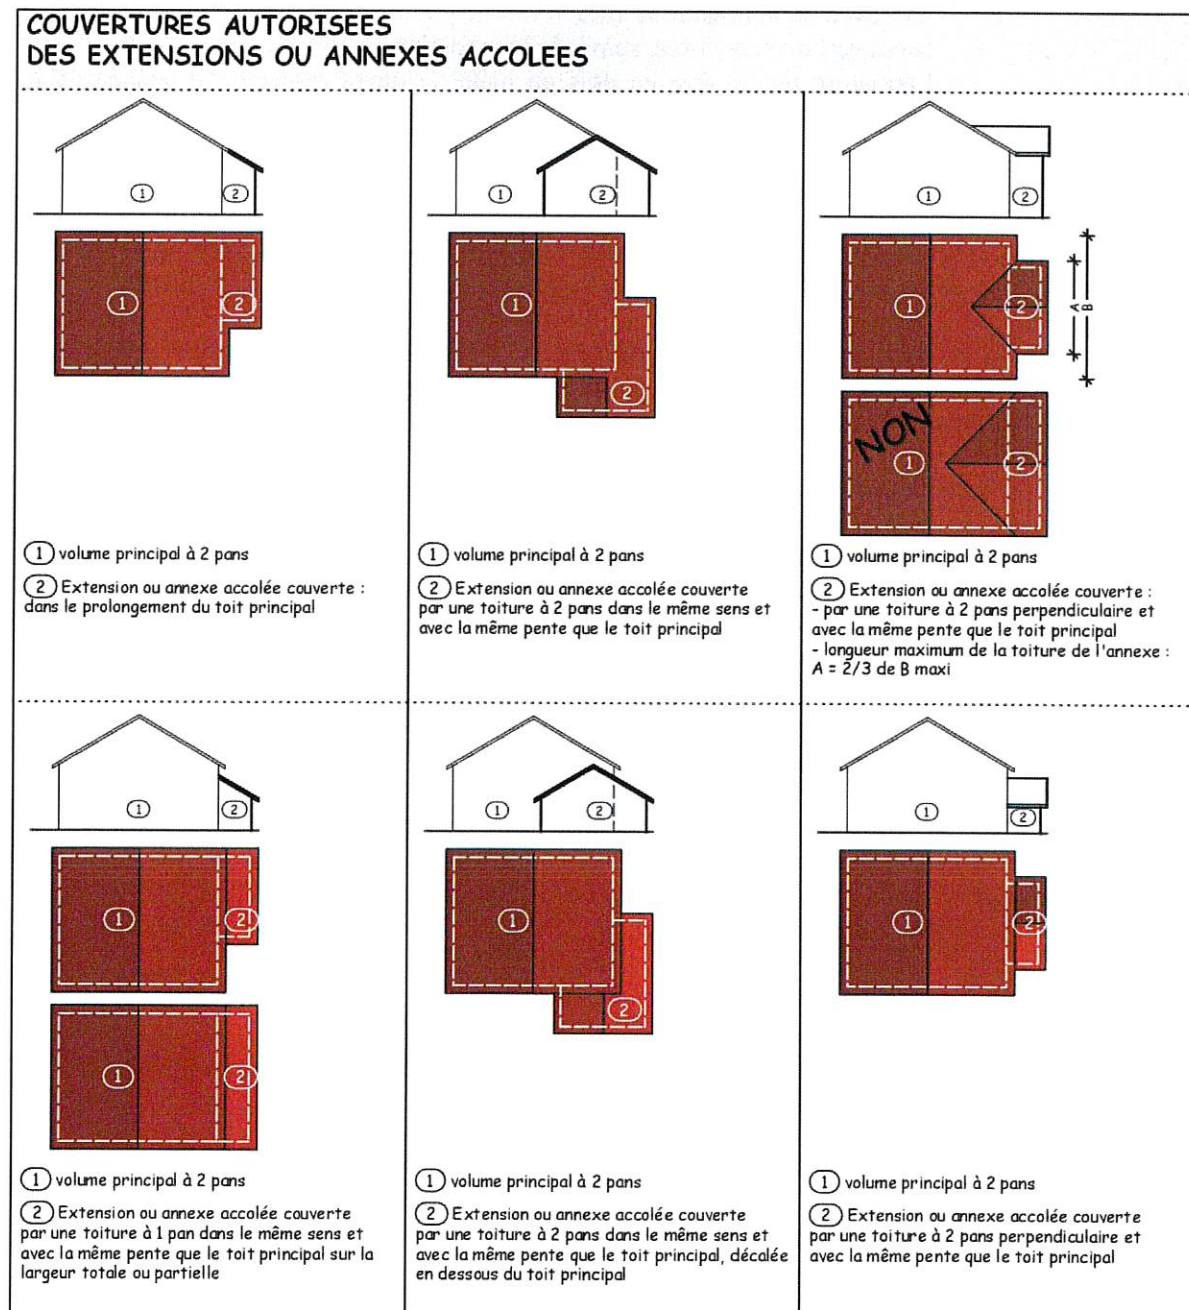 COUVERTURES AUTORISEES
DES EXTENSIONS OU ANNEXES ACCOLEES
1
2
1
2
1 volume principal à 2 pans
2 Extension ou annexe accolée couverte :
dans le prolongement du toit principal
1
2
1
2
1 volume principal à 2 pans
2 Extension ou annexe accolée couverte
par une toiture à 2 pans dans le même sens et
avec la même pente que le toit principal
1
2
1
2
A
B
NON
1
2
1 volume principal à 2 pans
2 Extension ou annexe accolée couverte :
- par une toiture à 2 pans perpendiculaire et
avec la même pente que le toit principal
- longueur maximum de la toiture de l'annexe :
A = 2/3 de B maxi
1
2
1
2
1
2
1 volume principal à 2 pans
2 Extension ou annexe accolée couverte
par une toiture à 1 pan dans le même sens et
avec la même pente que le toit principal sur la
largeur totale ou partielle
1
2
1
2
1 volume principal à 2 pans
2 Extension ou annexe accolée couverte
par une toiture à 2 pans dans le même sens et
avec la même pente que le toit principal, décalée
en dessous du toit principal
1
2
1
2
1 volume principal à 2 pans
2 Extension ou annexe accolée couverte
par une toiture à 2 pans perpendiculaire et
avec la même pente que le toit principal